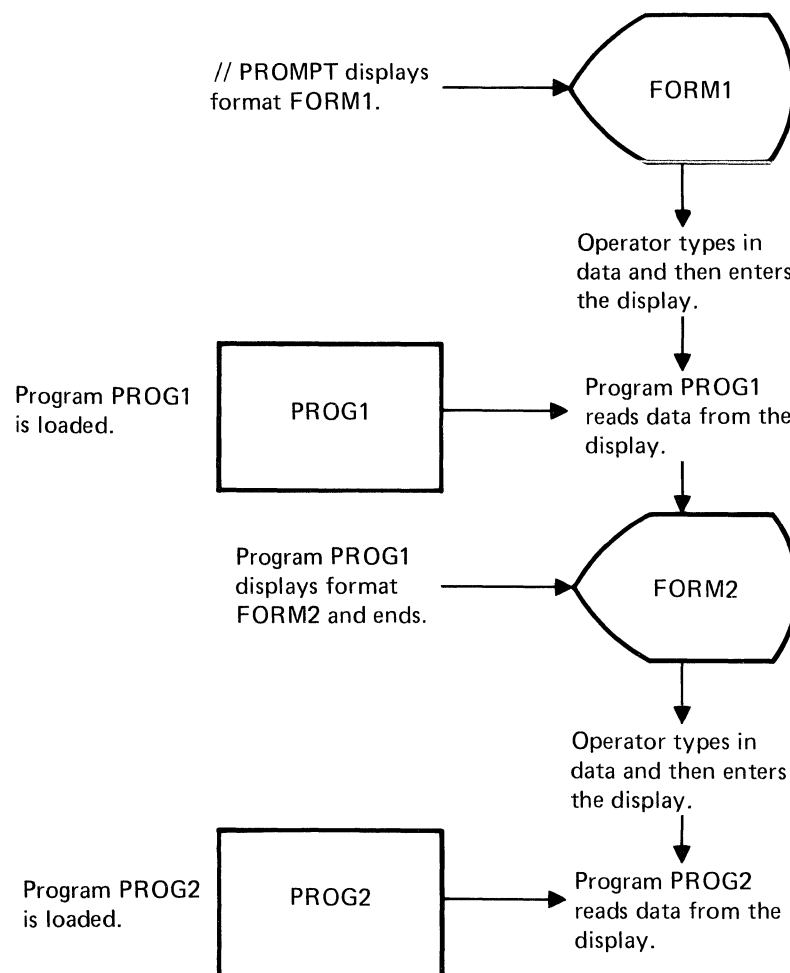 // PROMPT displays
format FORM1.
FORM1
Operator types in
data and then enters
the display.
Program PROG1
is loaded.
PROG1
Program PROG1
reads data from the
display.
Program PROG1
displays format
FORM2 and ends.
FORM2
Operator types in
data and then enters
the display.
Program PROG2
is loaded.
PROG2
Program PROG2
reads data from the
display.